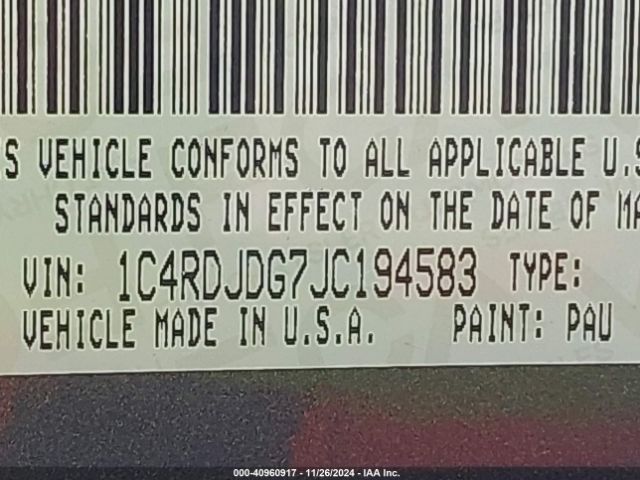 VEHICLE CONFORMS TO ALL APPLICABLE U.S
STANDARDS IN EFFECT ON THE DATE OF MA
VIN: 1C4RDJDG7JC194583 TYPE:
VEHICLE MADE IN U.S.A. PAINT: PAU
000-40960917 - 11/26/2024 - IAA Inc.